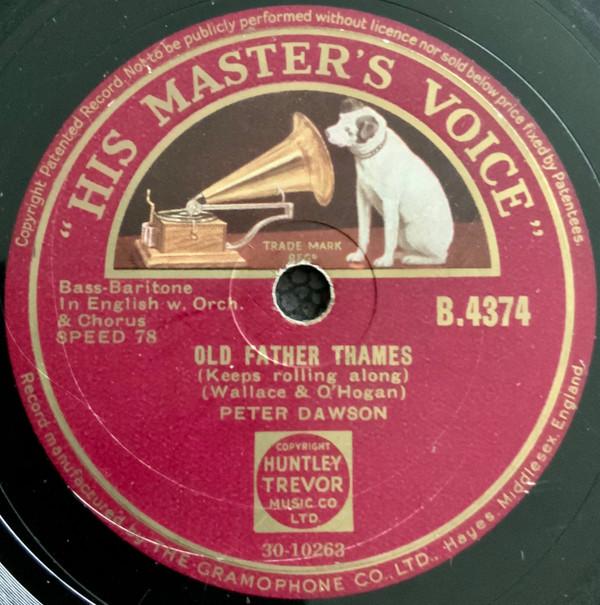 Copyright Patented Record. Not to be publicly performed without licence nor sold below price fixed by Patentees.
"HIS MASTER'S VOICE"
TRADE MARK
REGD
Bass-Baritone
In English w. Orch.
& Chorus
SPEED 78
B.4374
OLD FATHER THAMES
(Keeps rolling along)
(Wallace & O'Hogan)
PETER DAWSON
COPYRIGHT
HUNTLEY
TREVOR
MUSIC CO
LTD.
30-10263
Record manufactured by THE GRAMOPHONE CO., LTD., Hayes, Middlesex, England.